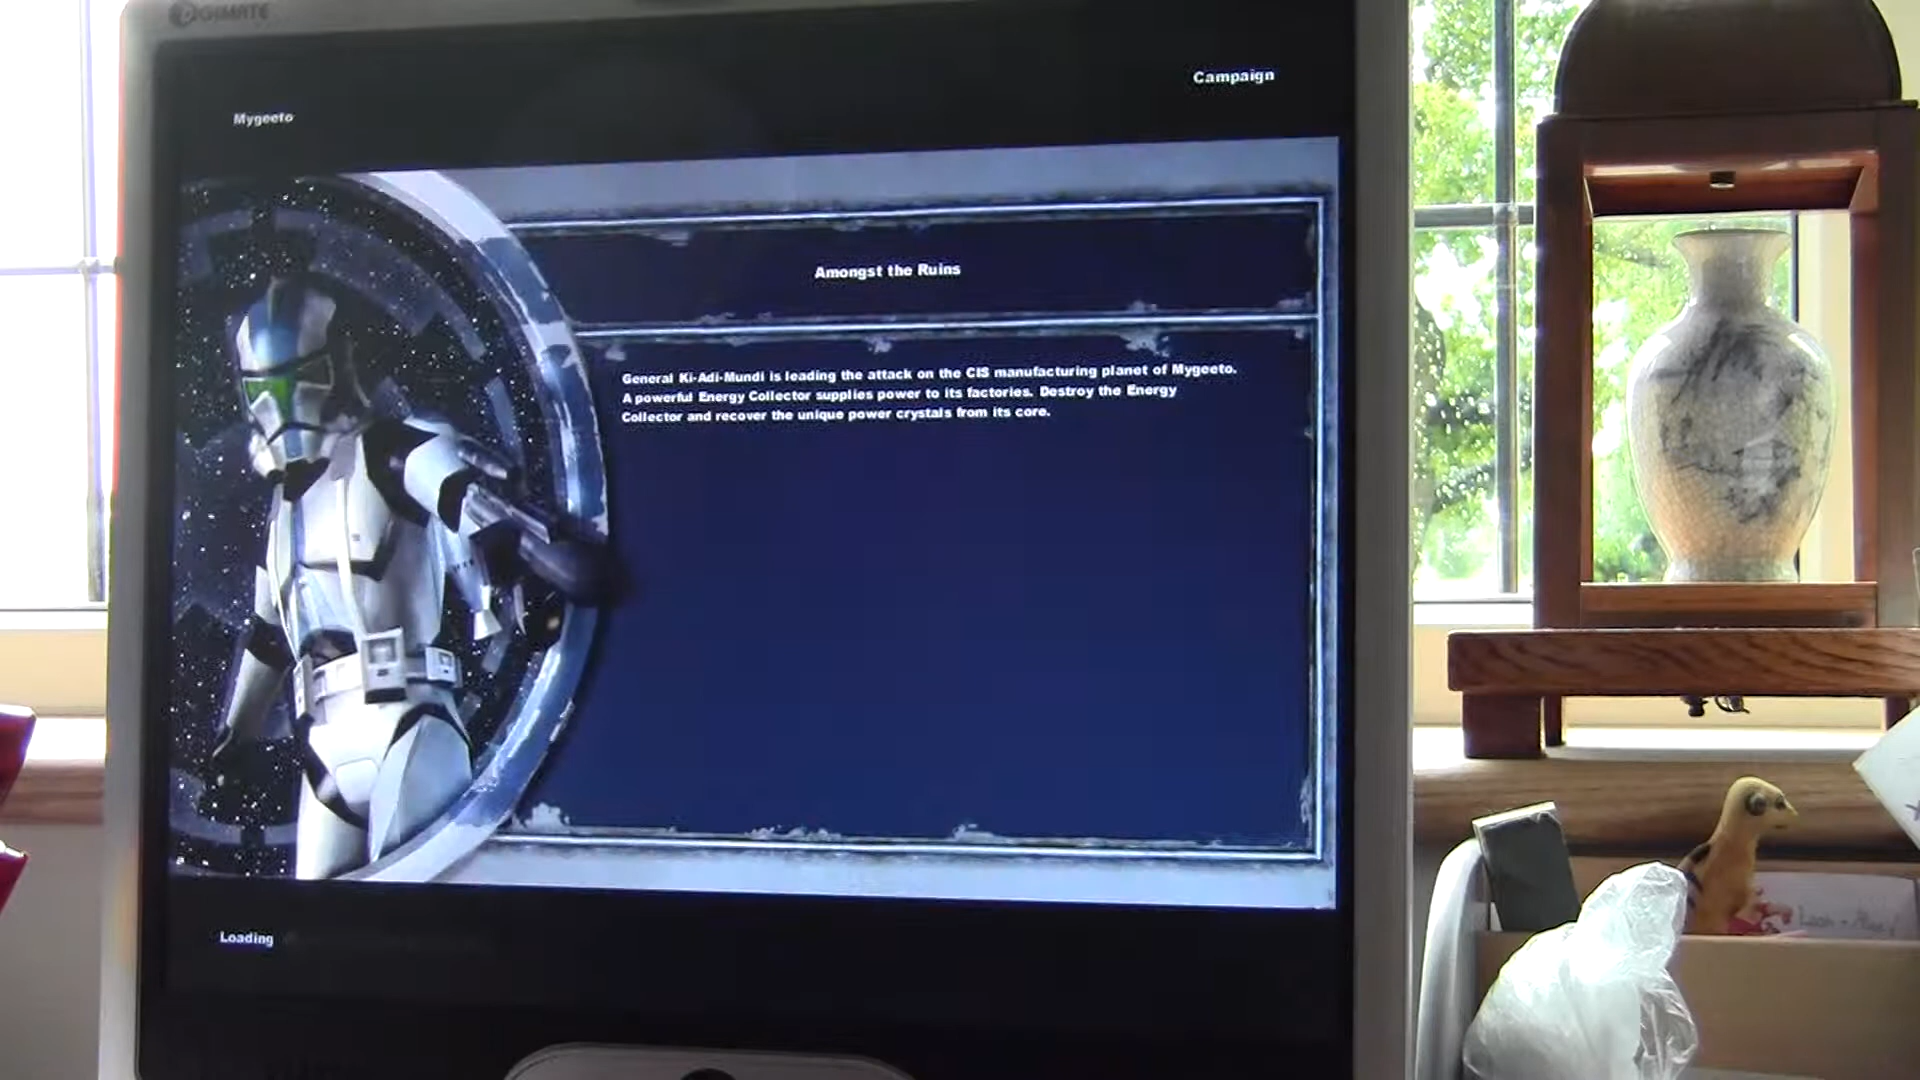 DIGIMATE
Campaign
Mygeeto
Amongst the Ruins
General Ki-Adi-Mundi is leading the attack on the CIS manufacturing planet of Mygeeto.
A powerful Energy Collector supplies power to its factories. Destroy the Energy
Collector and recover the unique power crystals from its core.
Loading